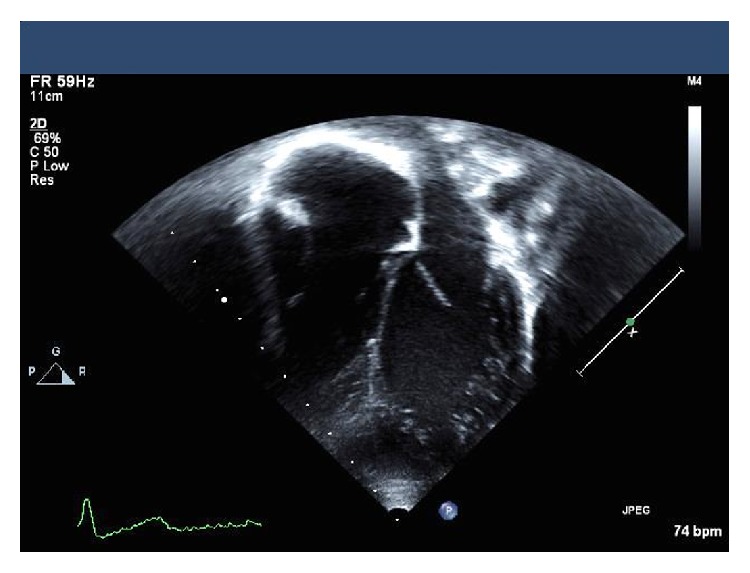 FR 59Hz
11cm
M4
2D
69%
C 50
P Low
Res
G
P R
P
JPEG
74 bpm